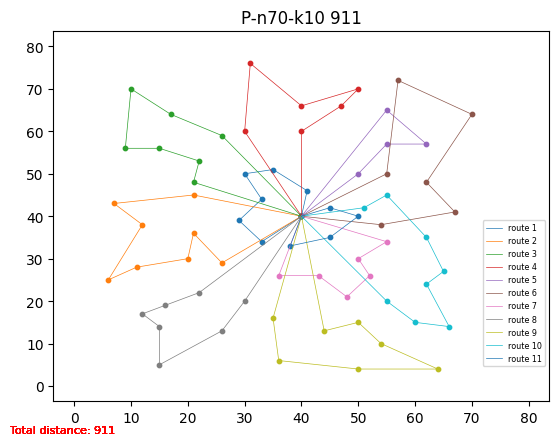 P-n70-k10 911
80
70
60
50
40
30
20
10
0
route 1
route 2
route 3
route 4
route 5
route 6
route 7
route 8
route 9
route 10
route 11
0 10 20 30 40 50 60 70 80
Total distance: 911